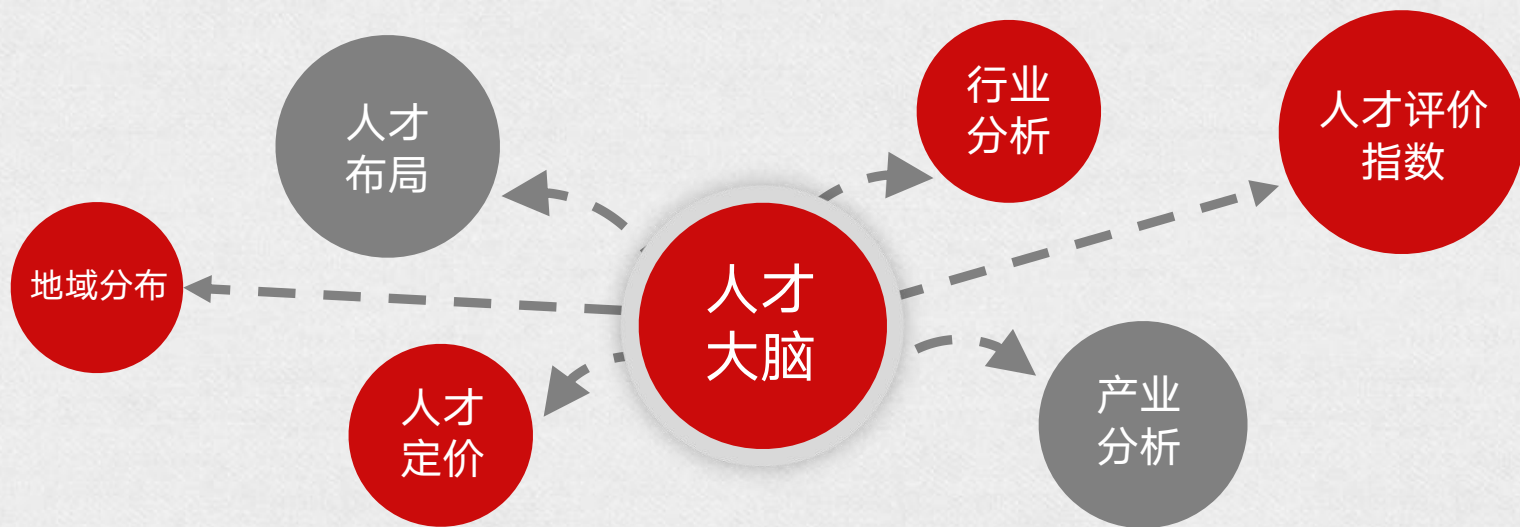 人才
布局
行业
分析
人才评价
指数
地域分布
人才
大脑
人才
定价
产业
分析